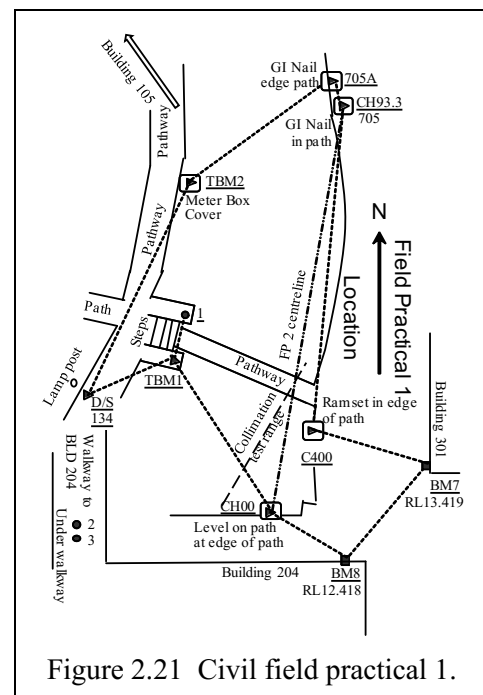 Building 105
Pathway
GI Nail
edge path
705A
CH93.3
705
GI Nail
in path
TBM2
Meter Box
Cover
Pathway
N
Field Practical 1
Location
FP 2 centreline
1
Path
Steps
Lamp post
TBM1
Pathway
Collimation
test range
Ramset in edge
of path
Building 301
D/S
134
C400
Walkway to
BLD 204
2
3
Under walkway
CH00
Level on path
at edge of path
BM7
RL13.419
Building 204
BM8
RL12.418
Figure 2.21 Civil field practical 1.